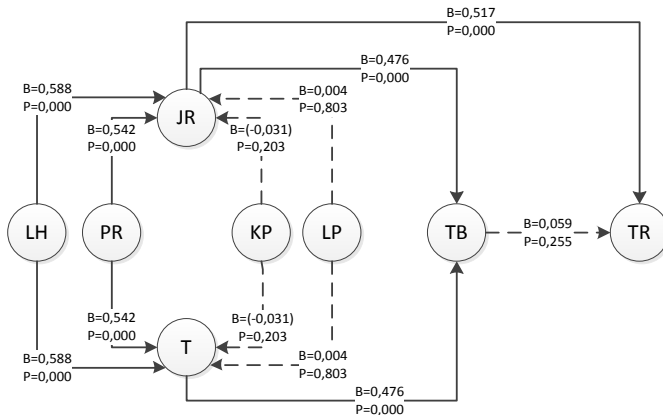 B=0,517
P=0,000
B=0,476
P=0,000
B=0,588
P=0,000
B=0,004
P=0,803
JR
B=0,542
P=0,000
B=(-0,031)
P=0,203
LH
PR
KP
LP
TB
B=0,059
P=0,255
TR
B=0,542
P=0,000
B=(-0,031)
P=0,203
T
B=0,588
P=0,000
B=0,004
P=0,803
B=0,476
P=0,000